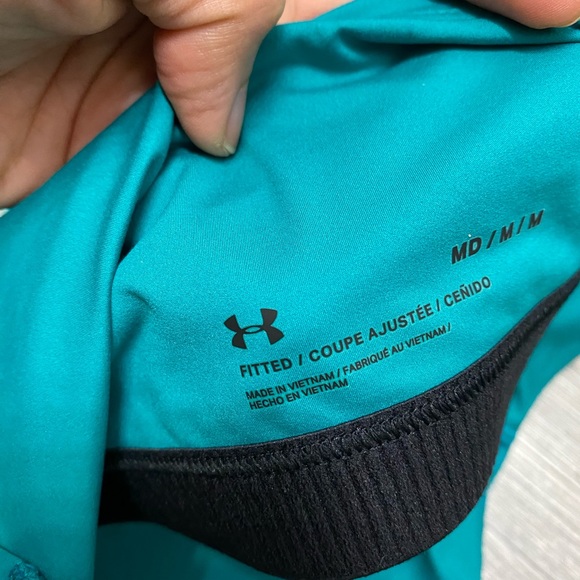 MD / M / M
FITTED / COUPE AJUSTÉE / CEÑIDO
MADE IN VIETNAM / FABRIQUÉ AU VIETNAM /
HECHO EN VIETNAM